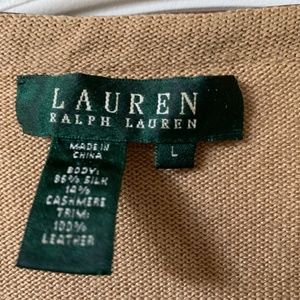 LAUREN
RALPH LAUREN
MADE IN
CHINA
L
BODY:
86% SILK
14%
CASHMERE
TRIM:
100%
LEATHER